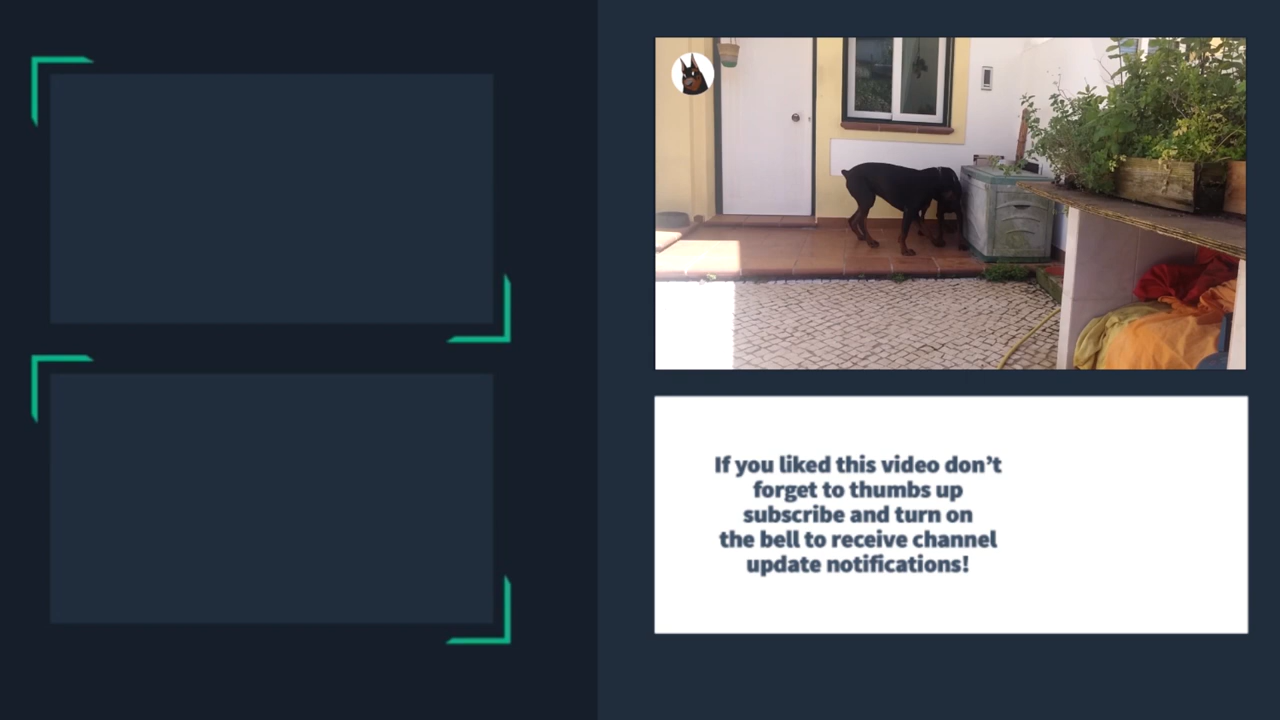 If you liked this video don’t
forget to thumbs up
subscribe and turn on
the bell to receive channel
update notifications!